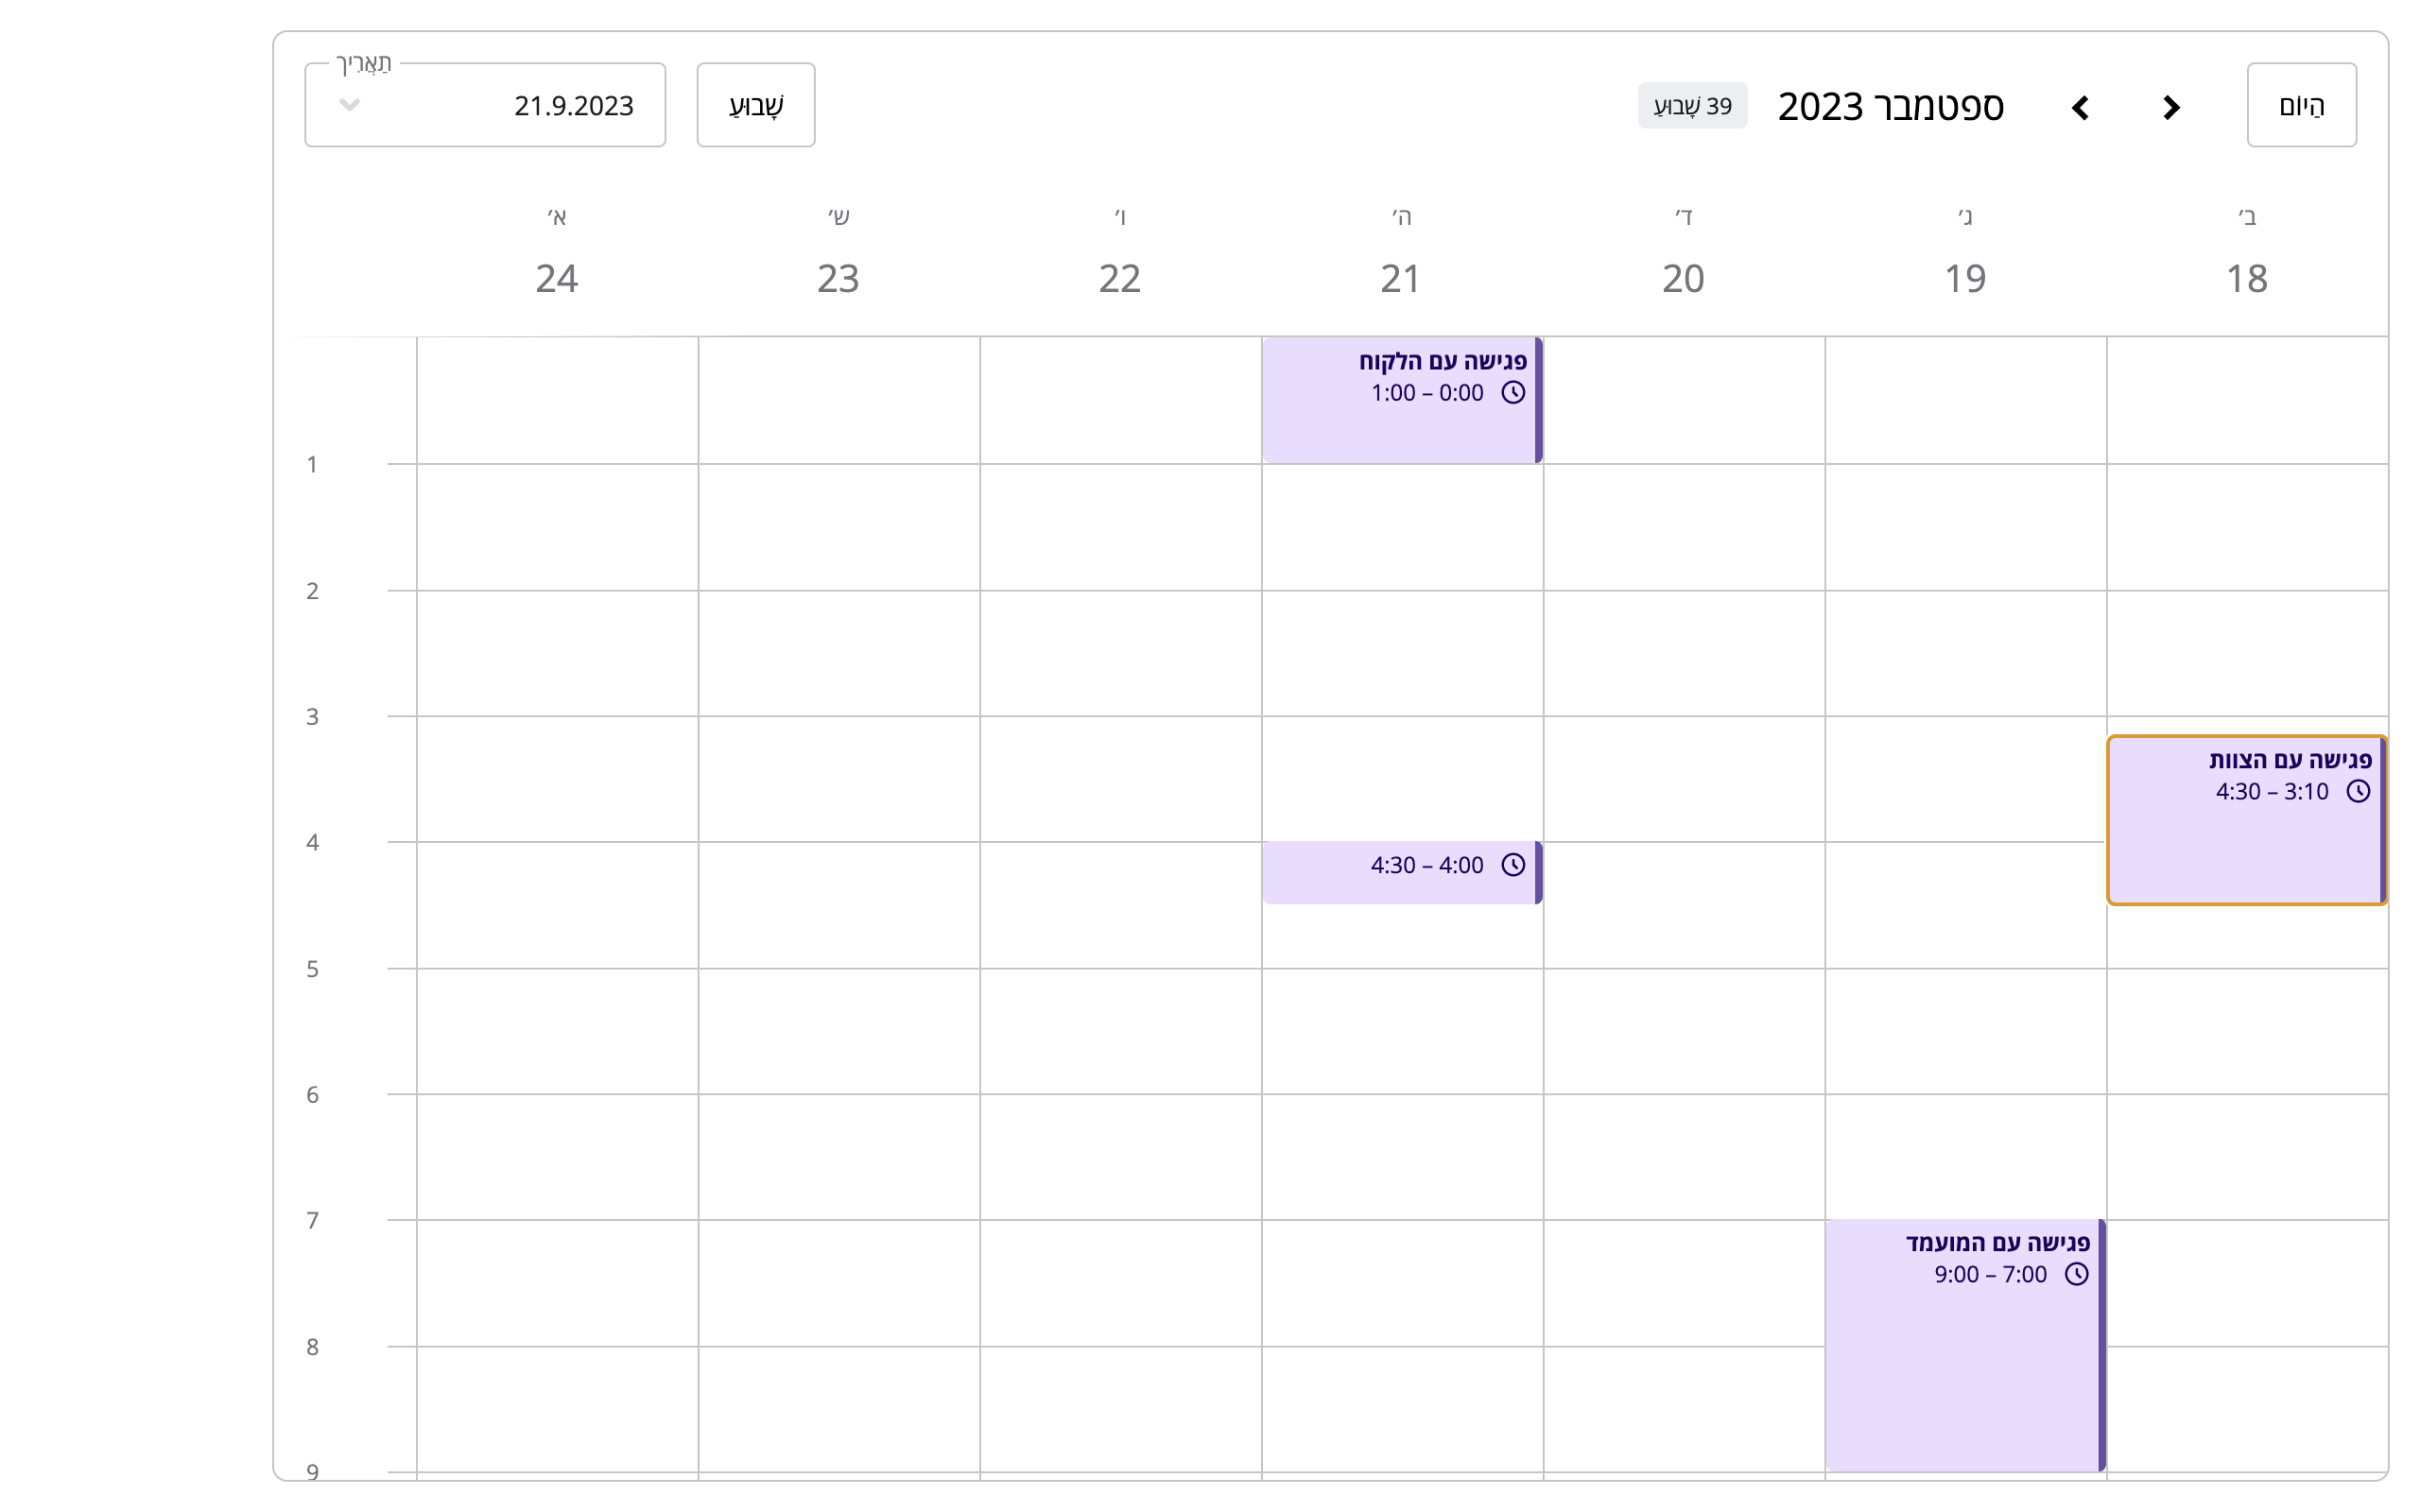 הַיּוֹם
ספטמבר 2023
39 שָׁבוּעַ
שָׁבוּעַ
תַּאֲרִיך
21.9.2023
ב׳
ג׳
ד׳
ה׳
ו׳
ש׳
א׳
18
19
20
21
22
23
24
פגישה עם הלקוח
0:00 – 1:00
1
2
3
פגישה עם הצוות
3:10 – 4:30
4
4:00 – 4:30
5
6
7
פגישה עם המועמד
7:00 – 9:00
8
9